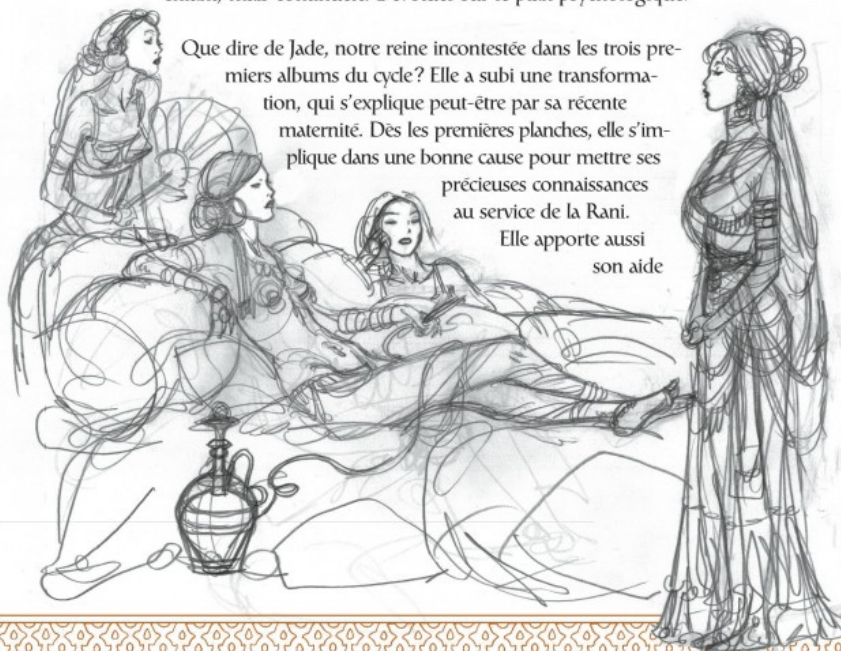 Que dire de Jade, notre reine incontestée dans les trois pre-
miers albums du cycle? Elle a subi une transforma-
tion, qui s'explique peut-être par sa récente
maternité. Dès les premières planches, elle s'im-
plique dans une bonne cause pour mettre ses
précieuses connaissances
au service de la Rani.
Elle apporte aussi
son aide